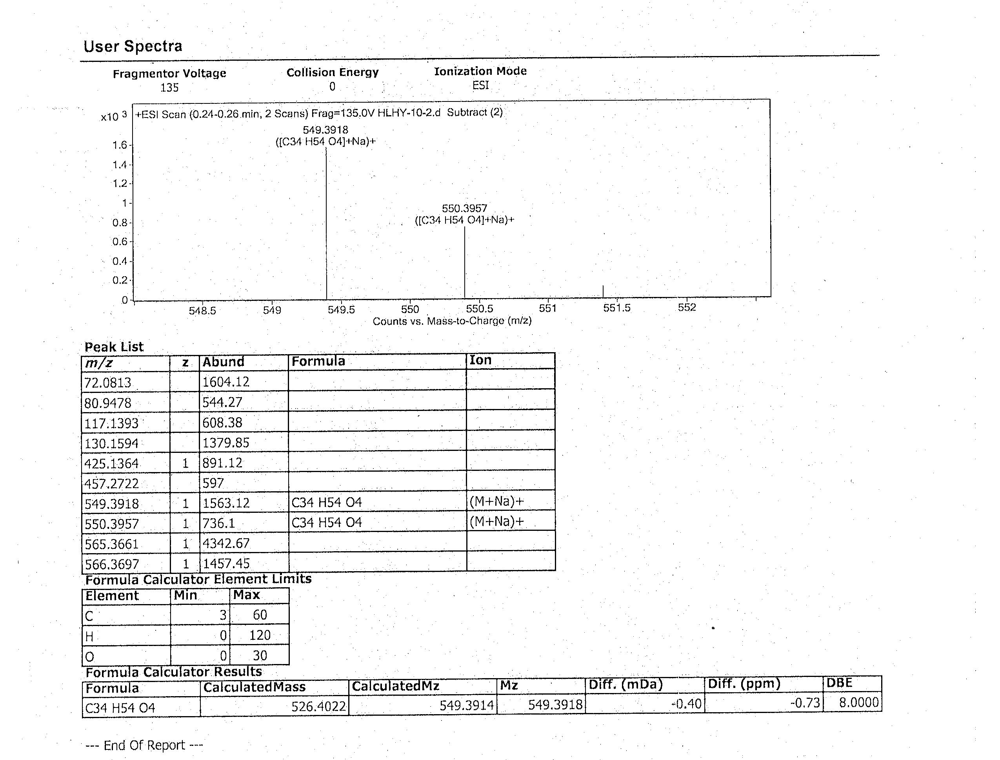 User Spectra
Fragmentor Voltage Collision Energy Ionization Mode
135 0 ESI
x10 3 +ESI Scan (0.24-0.26 min, 2 Scans) Frag=135.0V HLHY-10-2.d Subtract (2)
549.3918
([C34 H54 O4]+Na)+
1.6
1.4
1.2
1
550.3957
([C34 H54 O4]+Na)+
0.8
0.6
0.4
0.2
0
548.5 549 549.5 550 550.5 551 551.5 552
Counts vs. Mass-to-Charge (m/z)
Peak List
m/z z Abund Formula Ion
72.0813 1604.12
80.9478 544.27
117.1393 608.38
130.1594 1379.85
425.1364 1 891.12
457.2722 597
549.3918 1 1563.12 C34 H54 O4 (M+Na)+
550.3957 1 736.1 C34 H54 O4 (M+Na)+
565.3661 1 4342.67
566.3697 1 1457.45
Formula Calculator Element Limits
Element Min Max
C 3 60
H 0 120
O 0 30
Formula Calculator Results
Formula CalculatedMass CalculatedMz Mz Diff. (mDa) Diff. (ppm) DBE
C34 H54 O4 526.4022 549.3914 549.3918 -0.40 -0.73 8.0000
--- End Of Report ---